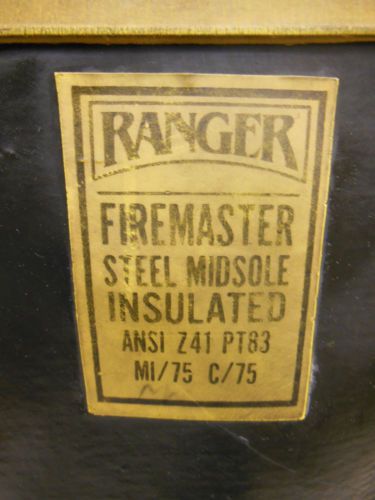 RANGER
FIREMASTER
STEEL MIDSOLE
INSULATED
ANSI Z41 PT83
MI/75 C/75